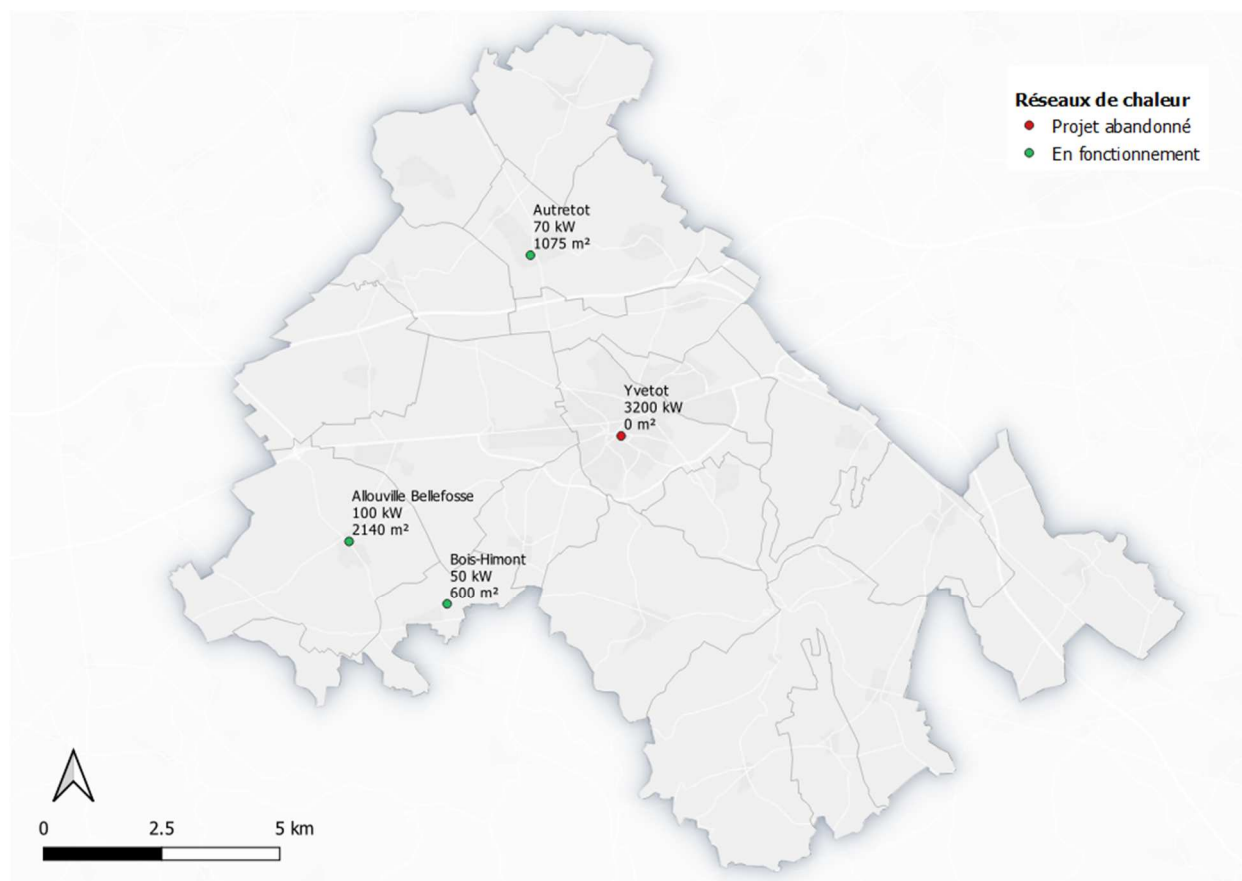 Réseaux de chaleur
Projet abandonné
En fonctionnement
Autretot
70 kW
1075 m²
Yvetot
3200 kW
0 m²
Allouville Bellefosse
100 kW
2140 m²
Bois-Himont
50 kW
600 m²
0 2.5 5 km